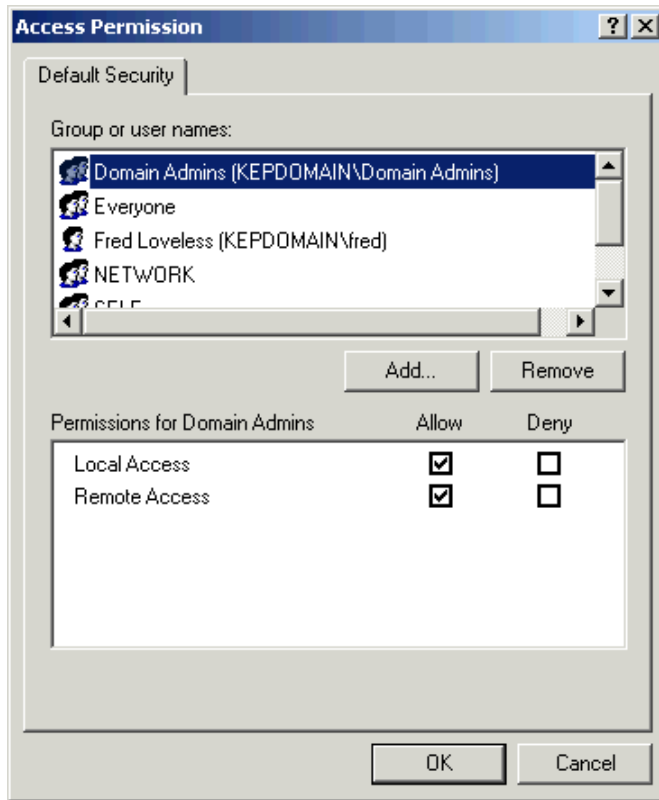 Access Permission
Default Security
Group or user names:
Domain Admins (KEPDOMAIN\Domain Admins)
Everyone
Fred Loveless (KEPDOMAIN\fred)
NETWORK
SELF
Add... Remove
Permissions for Domain Admins Allow Deny
Local Access
Remote Access
OK Cancel